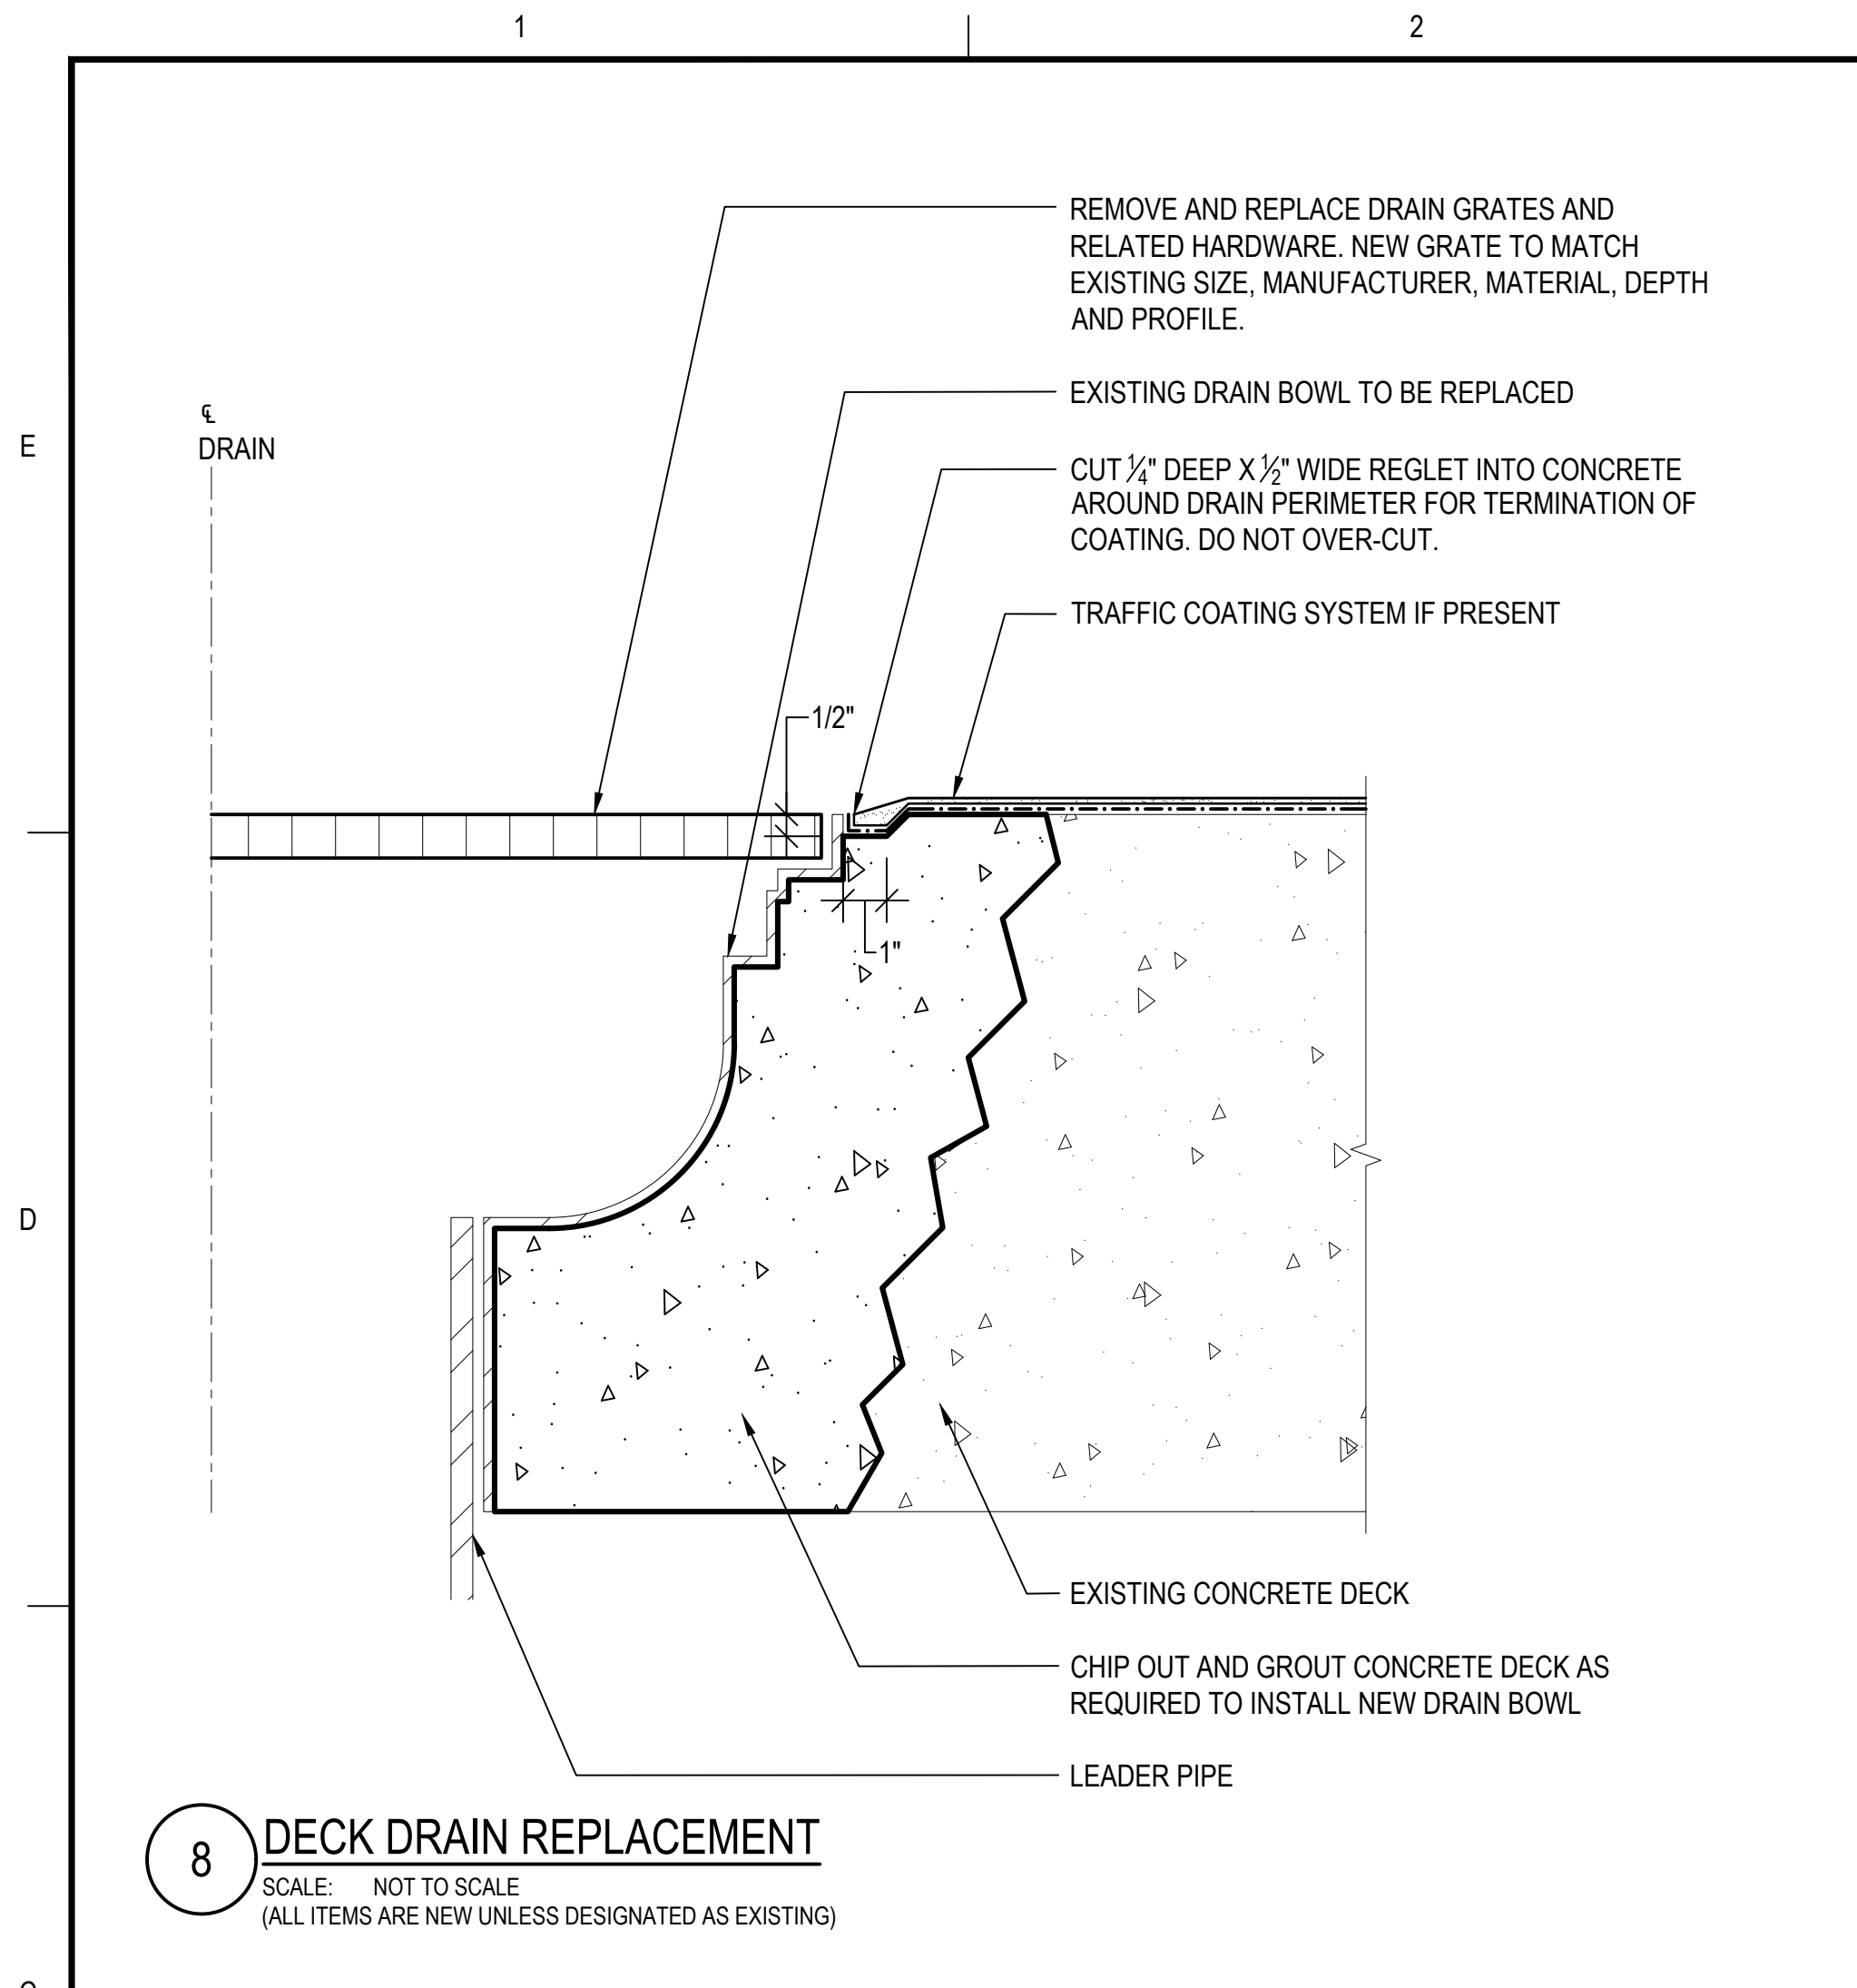 1
2
REMOVE AND REPLACE DRAIN GRATES AND
RELATED HARDWARE. NEW GRATE TO MATCH
EXISTING SIZE, MANUFACTURER, MATERIAL, DEPTH
AND PROFILE.
EXISTING DRAIN BOWL TO BE REPLACED
℄
DRAIN
E
CUT ¼" DEEP X ½" WIDE REGLET INTO CONCRETE
AROUND DRAIN PERIMETER FOR TERMINATION OF
COATING. DO NOT OVER-CUT.
TRAFFIC COATING SYSTEM IF PRESENT
1/2"
1"
D
EXISTING CONCRETE DECK
CHIP OUT AND GROUT CONCRETE DECK AS
REQUIRED TO INSTALL NEW DRAIN BOWL
LEADER PIPE
8
DECK DRAIN REPLACEMENT
SCALE: NOT TO SCALE
(ALL ITEMS ARE NEW UNLESS DESIGNATED AS EXISTING)